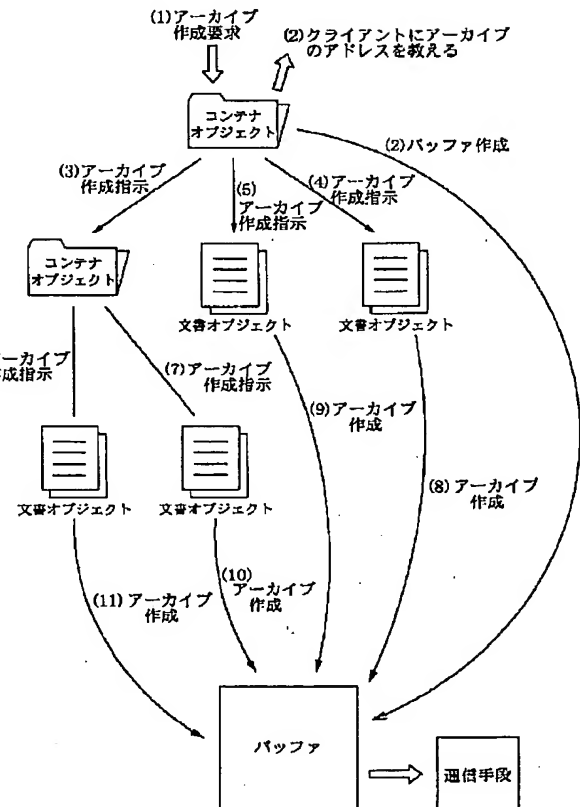 (1)アーカイブ
作成要求
(2)クライアントにアーカイブ
のアドレスを教える
コンテナ
オブジェクト
(2)バッファ作成
(3)アーカイブ
作成指示
(5)
アーカイブ
作成指示
(4)アーカイブ
作成指示
コンテナ
オブジェクト
文書オブジェクト
文書オブジェクト
ーカイブ
成指示
(7)アーカイブ
作成指示
(9)アーカイブ
作成
(8)アーカイブ
作成
文書オブジェクト
文書オブジェクト
(11)アーカイブ
作成
(10)
アーカイブ
作成
バッファ
通信手段